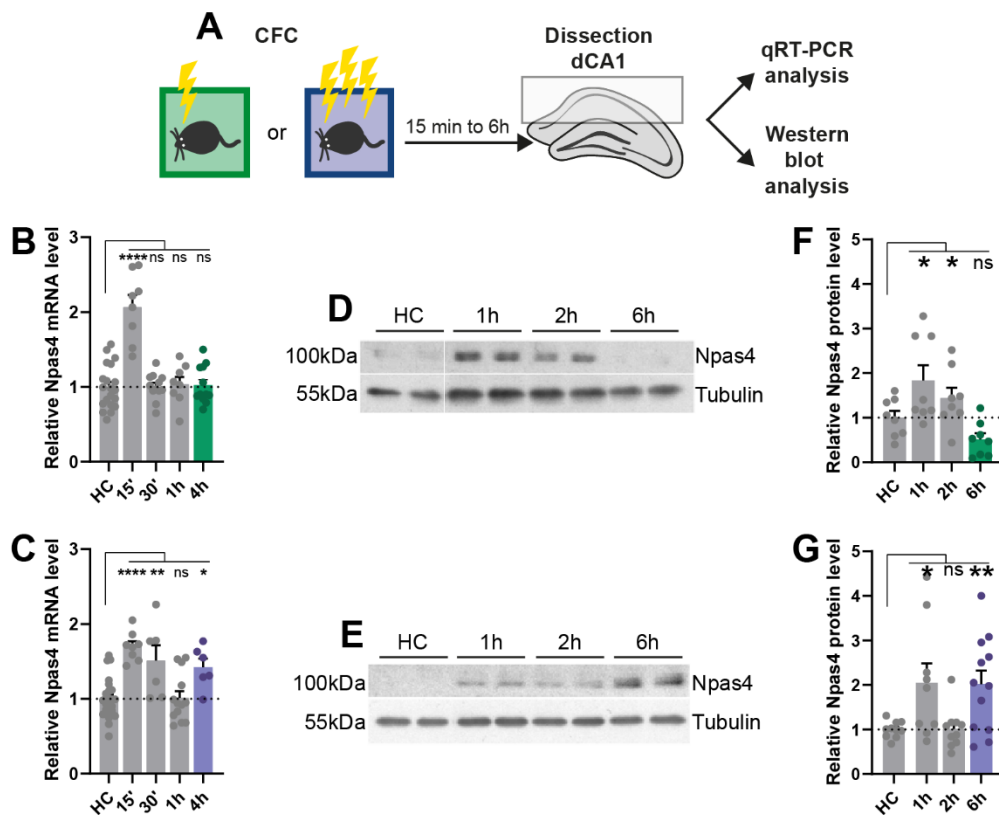 A
CFC
or
15 min to 6h
Dissection
dCA1
qRT-PCR
analysis
Western
blot
analysis
B
Relative Npas4 mRNA level
3
2
1
0
**** ns ns ns
HC 15' 30' 1h 4h
C
Relative Npas4 mRNA level
3
2
1
0
**** ** ns *
HC 15' 30' 1h 4h
D
HC 1h 2h 6h
100kDa Npas4
55kDa Tubulin
E
HC 1h 2h 6h
100kDa Npas4
55kDa Tubulin
F
Relative Npas4 protein level
5
4
3
2
1
0
* * ns
HC 1h 2h 6h
G
Relative Npas4 protein level
5
4
3
2
1
0
* ns **
HC 1h 2h 6h